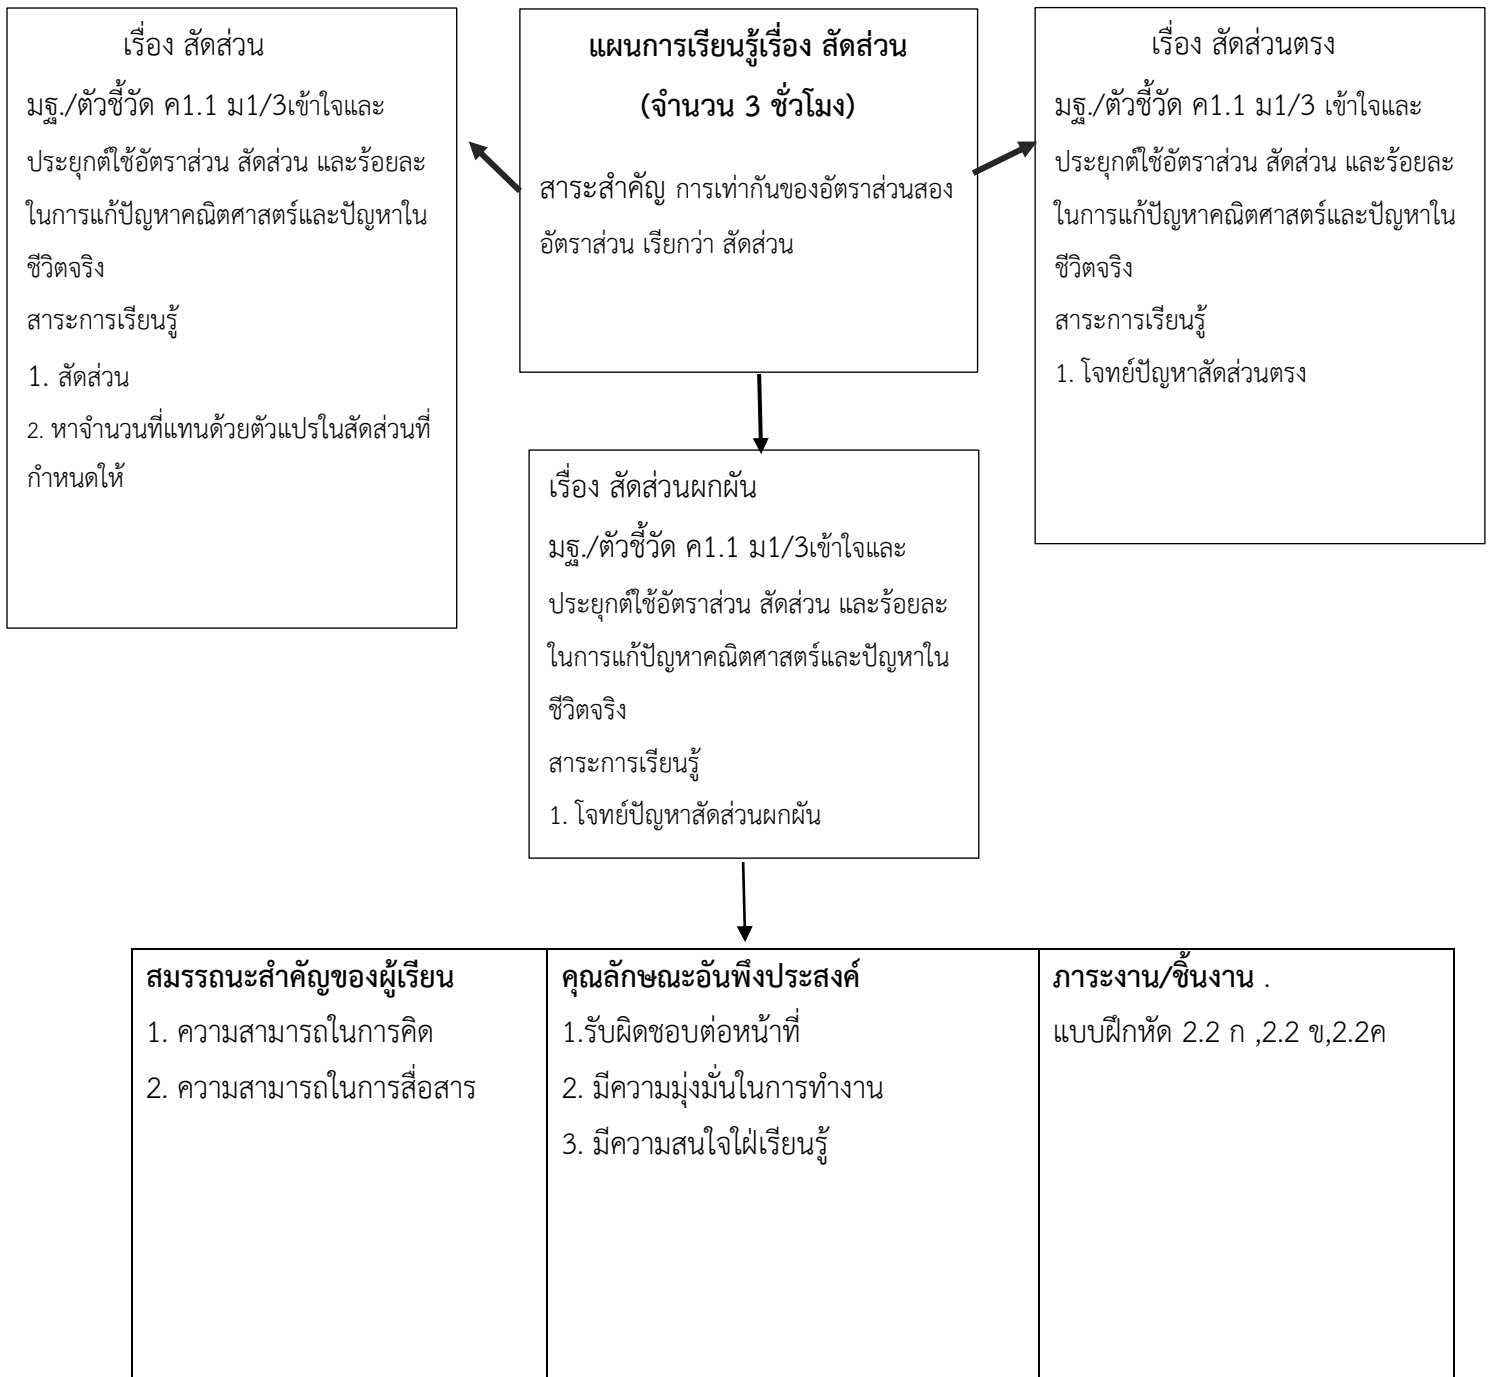 เรื่อง สัดส่วน
มฐ./ตัวชี้วัด ค1.1 ม1/3เข้าใจและ
ประยุกต์ใช้อัตราส่วน สัดส่วน และร้อยละ
ในการแก้ปัญหาคณิตศาสตร์และปัญหาใน
ชีวิตจริง
สาระการเรียนรู้
1. สัดส่วน
2. หาจำนวนที่แทนด้วยตัวแปรในสัดส่วนที่
กำหนดให้
แผนการเรียนรู้เรื่อง สัดส่วน
(จำนวน 3 ชั่วโมง)
สาระสำคัญ การเท่ากันของอัตราส่วนสอง
อัตราส่วน เรียกว่า สัดส่วน
เรื่อง สัดส่วนตรง
มฐ./ตัวชี้วัด ค1.1 ม1/3 เข้าใจและ
ประยุกต์ใช้อัตราส่วน สัดส่วน และร้อยละ
ในการแก้ปัญหาคณิตศาสตร์และปัญหาใน
ชีวิตจริง
สาระการเรียนรู้
1. โจทย์ปัญหาสัดส่วนตรง
เรื่อง สัดส่วนผกผัน
มฐ./ตัวชี้วัด ค1.1 ม1/3เข้าใจและ
ประยุกต์ใช้อัตราส่วน สัดส่วน และร้อยละ
ในการแก้ปัญหาคณิตศาสตร์และปัญหาใน
ชีวิตจริง
สาระการเรียนรู้
1. โจทย์ปัญหาสัดส่วนผกผัน
สมรรถนะสำคัญของผู้เรียน
1. ความสามารถในการคิด
2. ความสามารถในการสื่อสาร
คุณลักษณะอันพึงประสงค์
1.รับผิดชอบต่อหน้าที่
2. มีความมุ่งมั่นในการทำงาน
3. มีความสนใจใฝ่เรียนรู้
ภาระงาน/ชิ้นงาน .
แบบฝึกหัด 2.2 ก ,2.2 ข,2.2ค